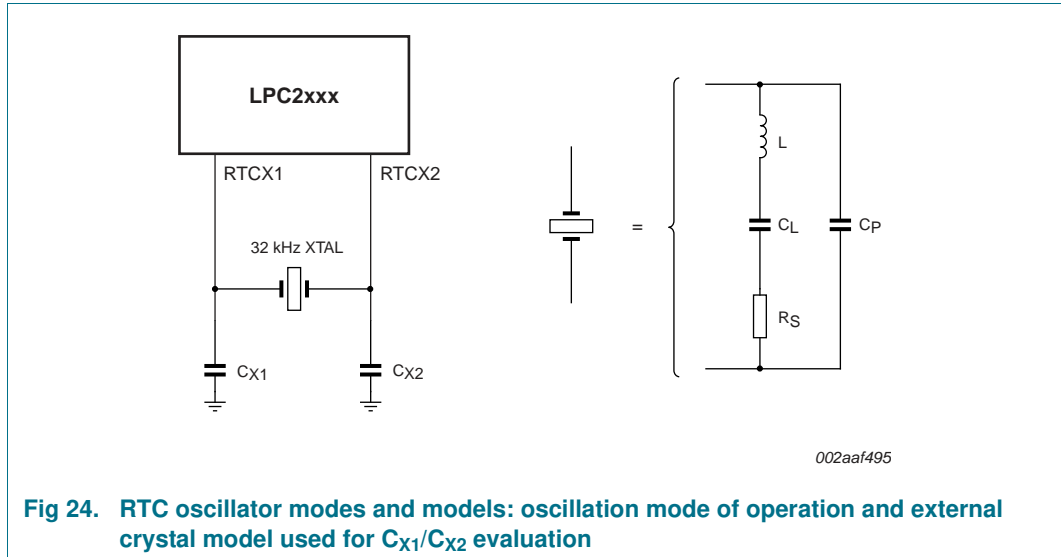 LPC2xxx
RTCX1
RTCX2
32 kHz XTAL
CX1
CX2
=
L
CL
CP
RS
002aaf495
Fig 24. RTC oscillator modes and models: oscillation mode of operation and external
crystal model used for CX1/CX2 evaluation